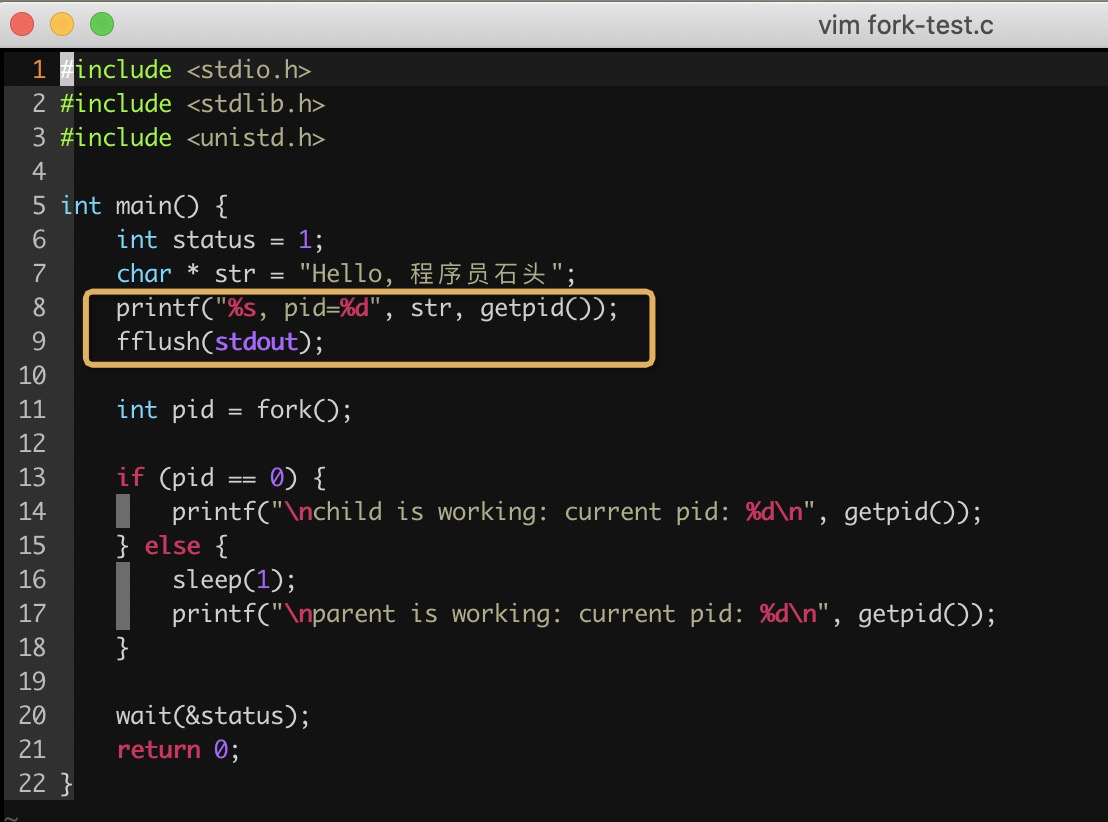 vim fork-test.c
1 #include <stdio.h>
2 #include <stdlib.h>
3 #include <unistd.h>
4
5 int main() {
6     int status = 1;
7     char * str = "Hello, 程序员石头";
8     printf("%s, pid=%d", str, getpid());
9     fflush(stdout);
10
11     int pid = fork();
12
13     if (pid == 0) {
14         printf("\nchild is working: current pid: %d\n", getpid());
15     } else {
16         sleep(1);
17         printf("\nparent is working: current pid: %d\n", getpid());
18     }
19
20     wait(&status);
21     return 0;
22 }
~